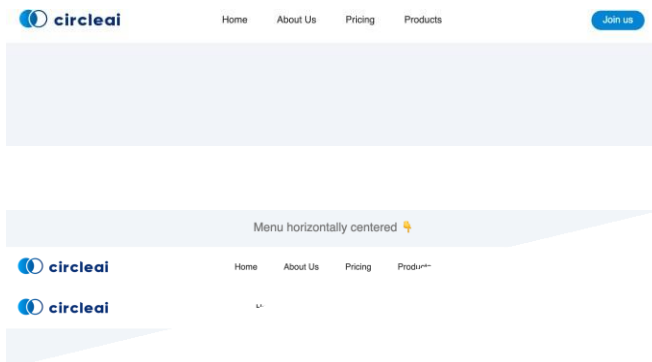 circleai Home About Us Pricing Products Join us
Menu horizontally centered 👇
circleai Home About Us Pricing
circleai